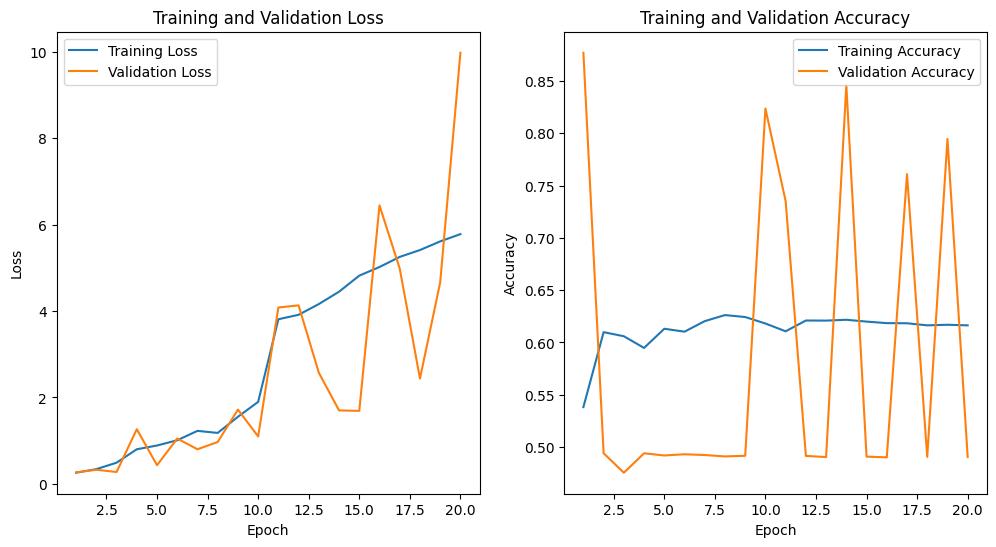 Training and Validation Loss
Training Loss
Validation Loss
10
8
6
4
2
0
Loss
2.5 5.0 7.5 10.0 12.5 15.0 17.5 20.0
Epoch
Training and Validation Accuracy
Training Accuracy
Validation Accuracy
0.85
0.80
0.75
0.70
0.65
0.60
0.55
0.50
Accuracy
2.5 5.0 7.5 10.0 12.5 15.0 17.5 20.0
Epoch